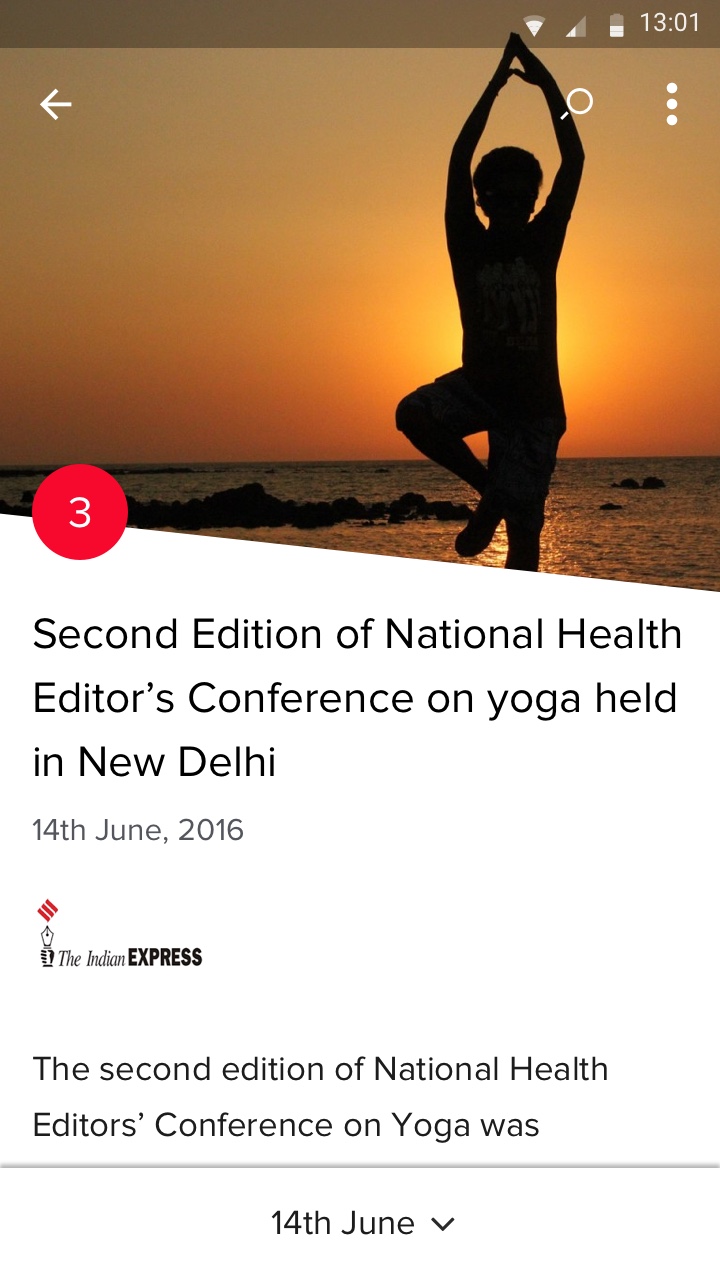 13:01
3
Second Edition of National Health
Editor’s Conference on yoga held
in New Delhi
14th June, 2016
The Indian EXPRESS
The second edition of National Health
Editors’ Conference on Yoga was
14th June